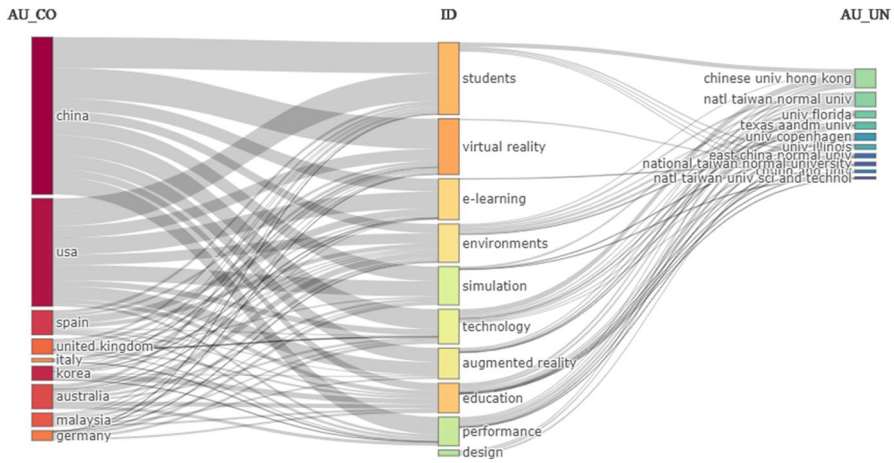 AU_CO
ID
AU_UN
china
usa
spain
united kingdom
italy
korea
australia
malaysia
germany
students
virtual reality
e-learning
environments
simulation
technology
augmented reality
education
performance
design
chinese univ hong kong
natl taiwan normal univ
univ florida
texas aandm univ
univ copenhagen
univ illinois
east china normal univ
national taiwan normal university
natl taiwan univ sci and technol